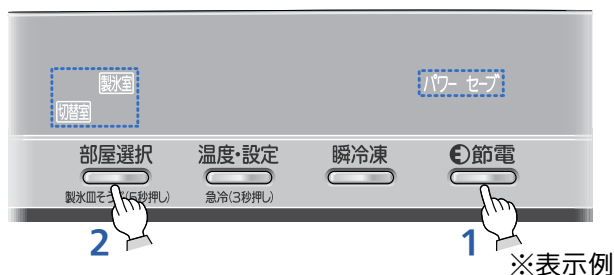 製氷室
切替室
パワー セーブ
部屋選択 温度・設定 瞬冷凍 Ⓔ節電
製氷皿そうじ(5秒押し) 急冷(3秒押し)
2 1
※表示例